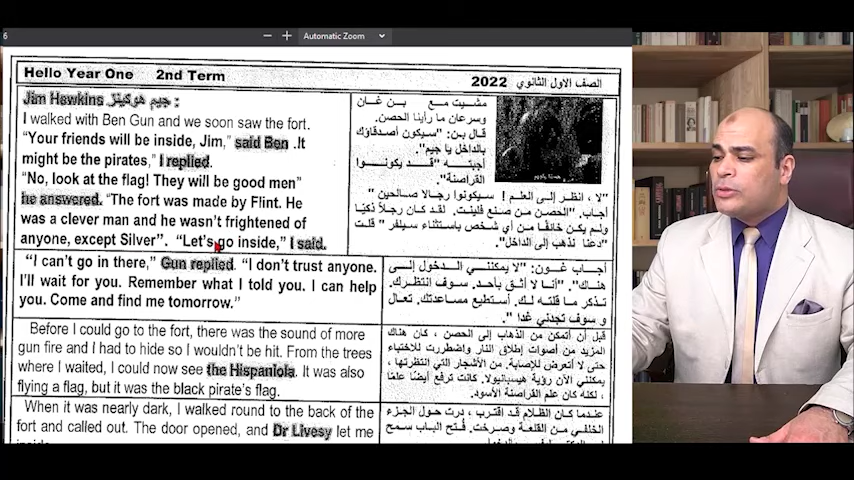 6
Automatic Zoom
Hello Year One 2nd Term
الصف الاول الثانوي 2022
Jim Hawkins جيم هوكينز :
I walked with Ben Gun and we soon saw the fort.
“Your friends will be inside, Jim,” said Ben .It
might be the pirates,” I replied.
“No, look at the flag! They will be good men”
he answered. “The fort was made by Flint. He
was a clever man and he wasn’t frightened of
anyone, except Silver”. “Let’s go inside,” I said.
مشيت مع بن غان
وسرعان ما رأينا الحصن.
قال بن: "سيكون أصدقاؤك
بالداخل يا جيم".
أجبته "قد يكونوا
القراصنة".
"لا ، انظر إلى العلم ! سيكونوا رجالا صالحين "
أجاب. "الحصن من صنع فلينت. لقد كان رجلاً ذكيًا
ولم يكن خائفا من أي شخص باستثناء سيلفر " قلت
"دعنا نذهب إلى الداخل".
“I can’t go in there,” Gun replied. “I don’t trust anyone.
I’ll wait for you. Remember what I told you. I can help
you. Come and find me tomorrow.”
أجاب غون: "لا يمكنني الدخول إلى
هناك". "أنا لا أثق بأحد. سوف انتظرك.
تذكر ما قلته لك. أستطيع مساعدتك. تعال
و سوف تجدني غدا ".
Before I could go to the fort, there was the sound of more
gun fire and I had to hide so I wouldn’t be hit. From the trees
where I waited, I could now see the Hispaniola. It was also
flying a flag, but it was the black pirate’s flag.
قبل أن أتمكن من الذهاب إلى الحصن ، كان هناك
المزيد من أصوات إطلاق النار واضطررت للاختباء
حتى لا أتعرض للإصابة. من الأشجار التي انتظرتها ،
يمكنني الآن رؤية هيسبانيولا. كانت ترفع أيضًا علمًا
، لكنه كان علم القراصنة الأسود.
When it was nearly dark, I walked round to the back of the
fort and called out. The door opened, and Dr Livesy let me
عندما كان الظلام قد اقترب ، درت حول الجزء
الخلفي من القلعة وصرخت. فُتح الباب سمح